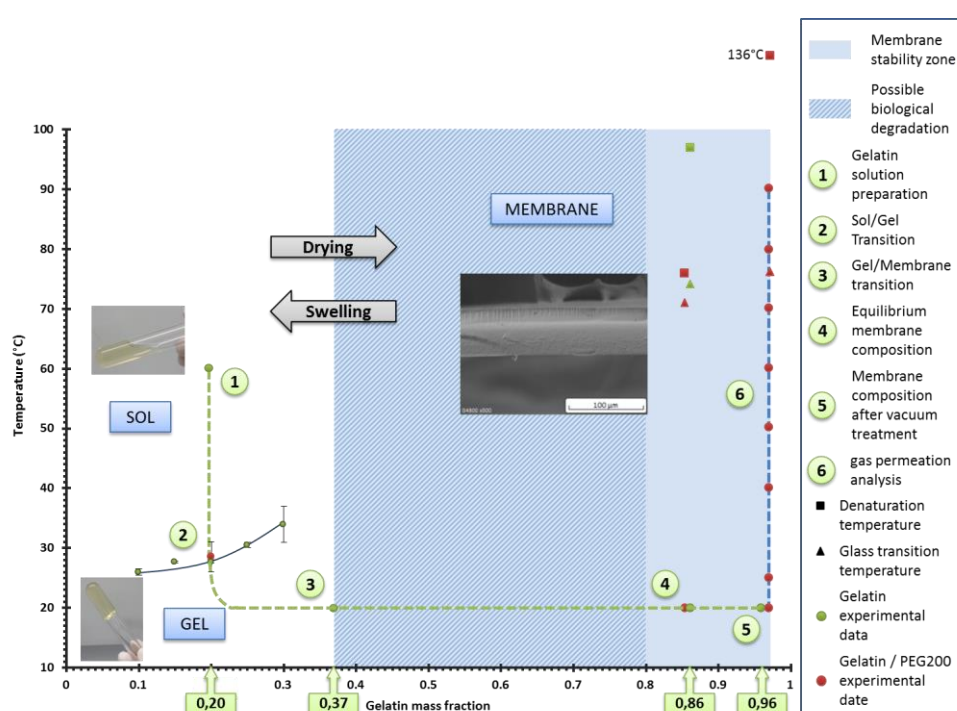 136°C
100
90
80
70
60
50
40
30
20
10
Temperature (°C)
MEMBRANE
Drying
Swelling
SOL
GEL
1
2
3
4
5
6
100 µm
0
0.1
0.2
0.3
0.4
0.5
0.6
0.7
0.8
0.9
1
0,20
0,37
Gelatin mass fraction
0,86
0,96
Membrane
stability zone
Possible
biological
degradation
1
Gelatin
solution
preparation
2
Sol/Gel
Transition
3
Gel/Membrane
transition
4
Equilibrium
membrane
composition
5
Membrane
composition
after vacuum
treatment
6
gas permeation
analysis
Denaturation
temperature
Glass transition
temperature
Gelatin
experimental
data
Gelatin / PEG200
experimental
date